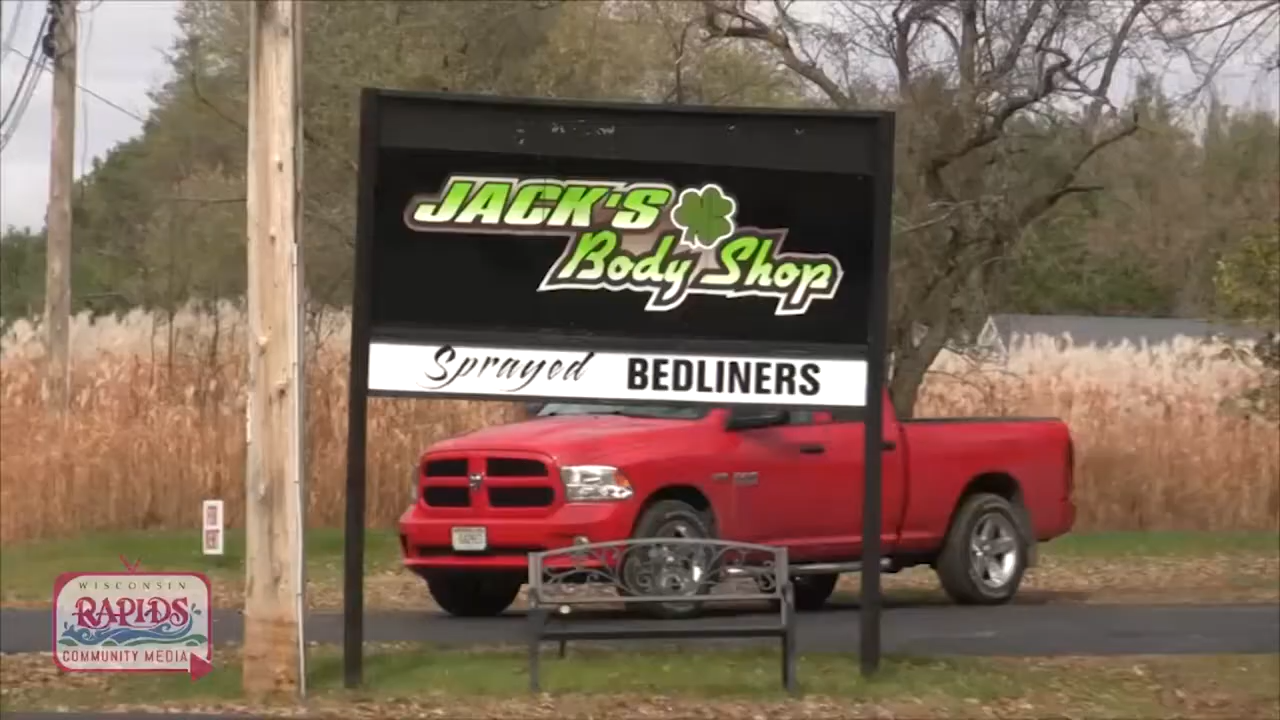 JACK'S
Body Shop
Sprayed BEDLINERS
WISCONSIN
RAPIDS
COMMUNITY MEDIA